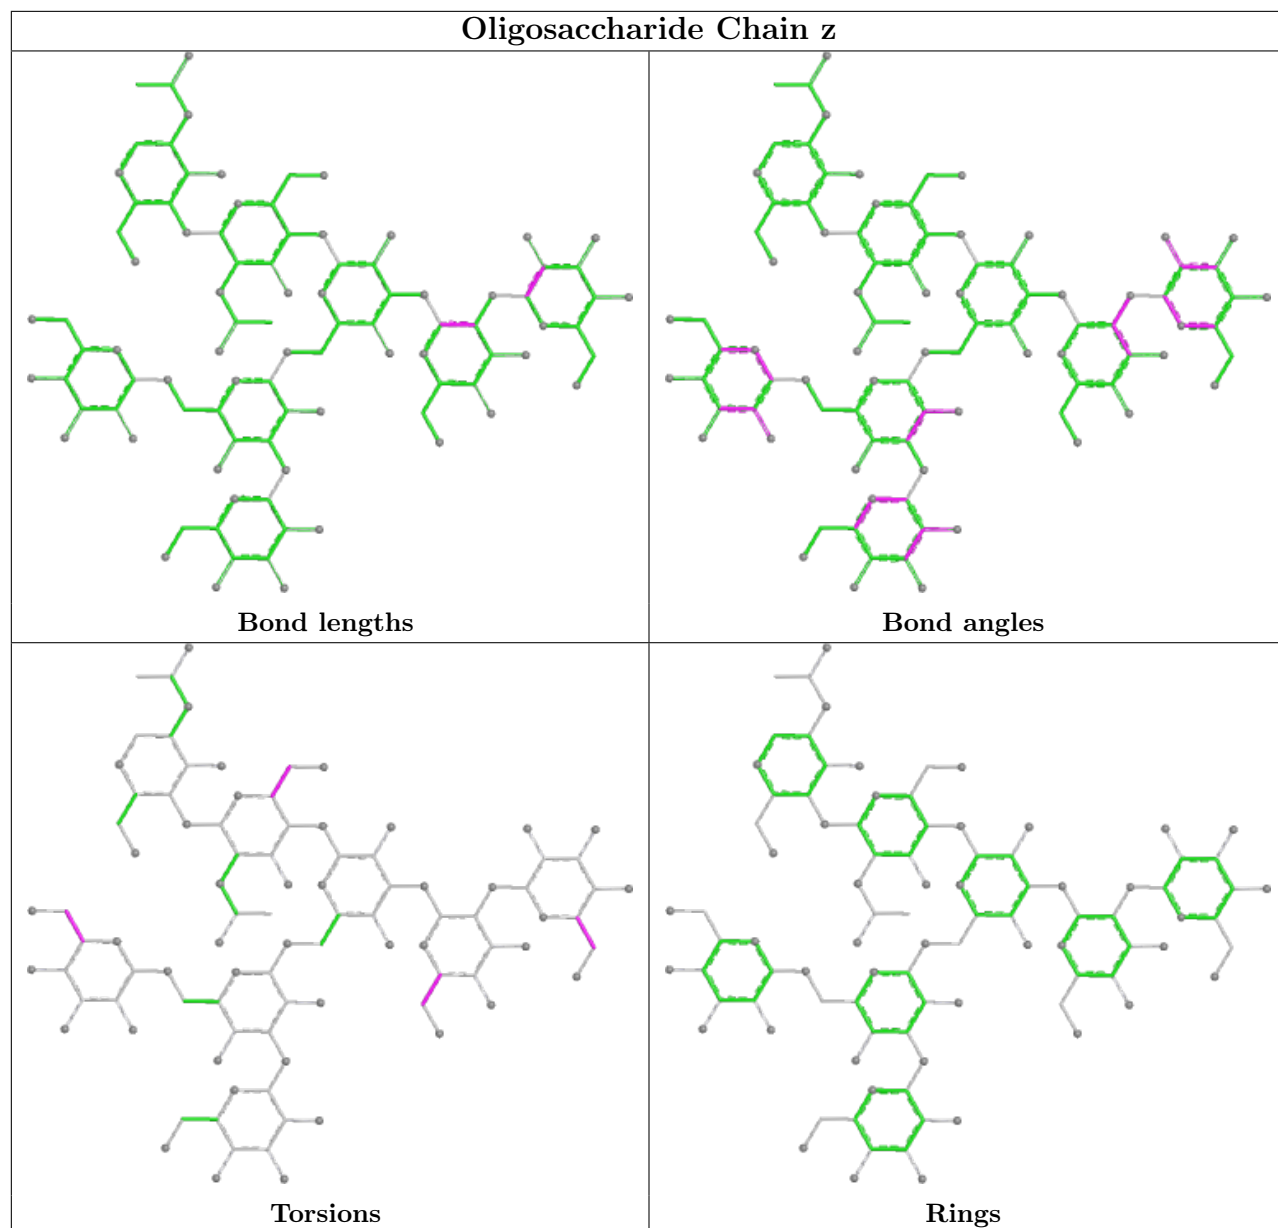 Oligosaccharide Chain z
Bond lengths
Bond angles
Torsions
Rings